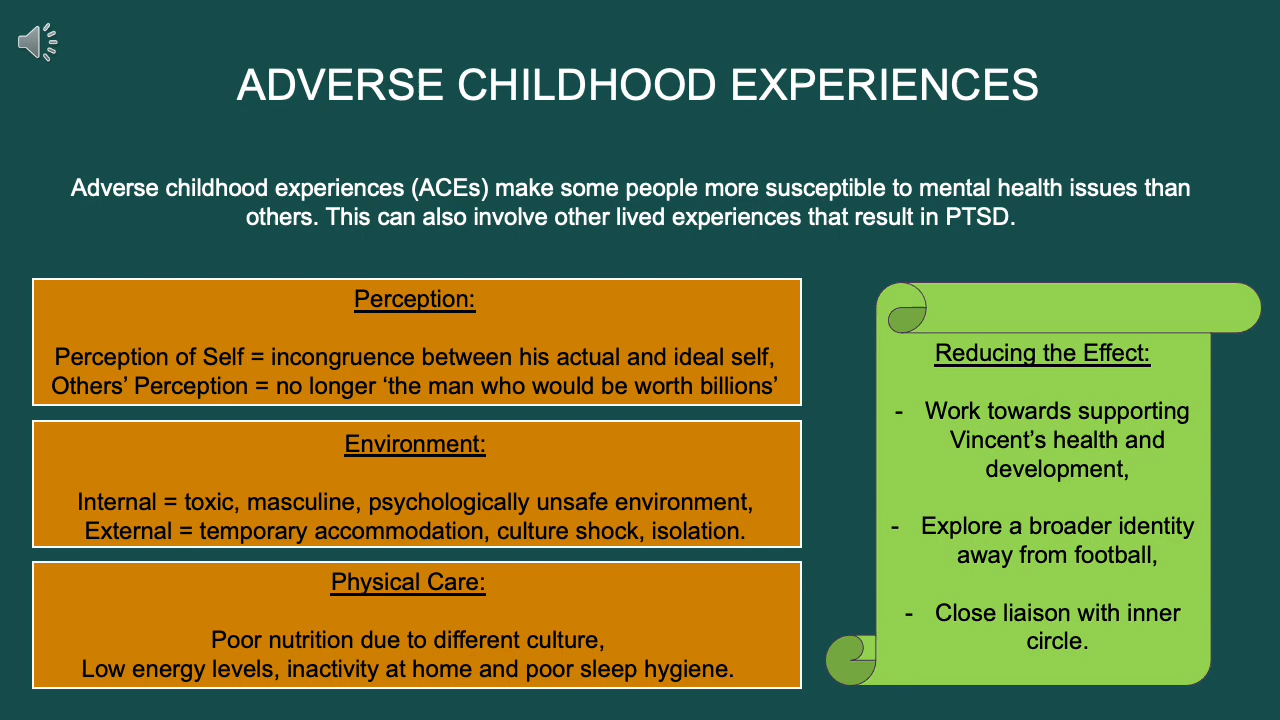 ADVERSE CHILDHOOD EXPERIENCES
Adverse childhood experiences (ACEs) make some people more susceptible to mental health issues than
others. This can also involve other lived experiences that result in PTSD.
Perception:
Perception of Self = incongruence between his actual and ideal self,
Others’ Perception = no longer ‘the man who would be worth billions’
Environment:
Internal = toxic, masculine, psychologically unsafe environment,
External = temporary accommodation, culture shock, isolation.
Physical Care:
Poor nutrition due to different culture,
Low energy levels, inactivity at home and poor sleep hygiene.
Reducing the Effect:
- Work towards supporting
Vincent’s health and
development,
- Explore a broader identity
away from football,
- Close liaison with inner
circle.